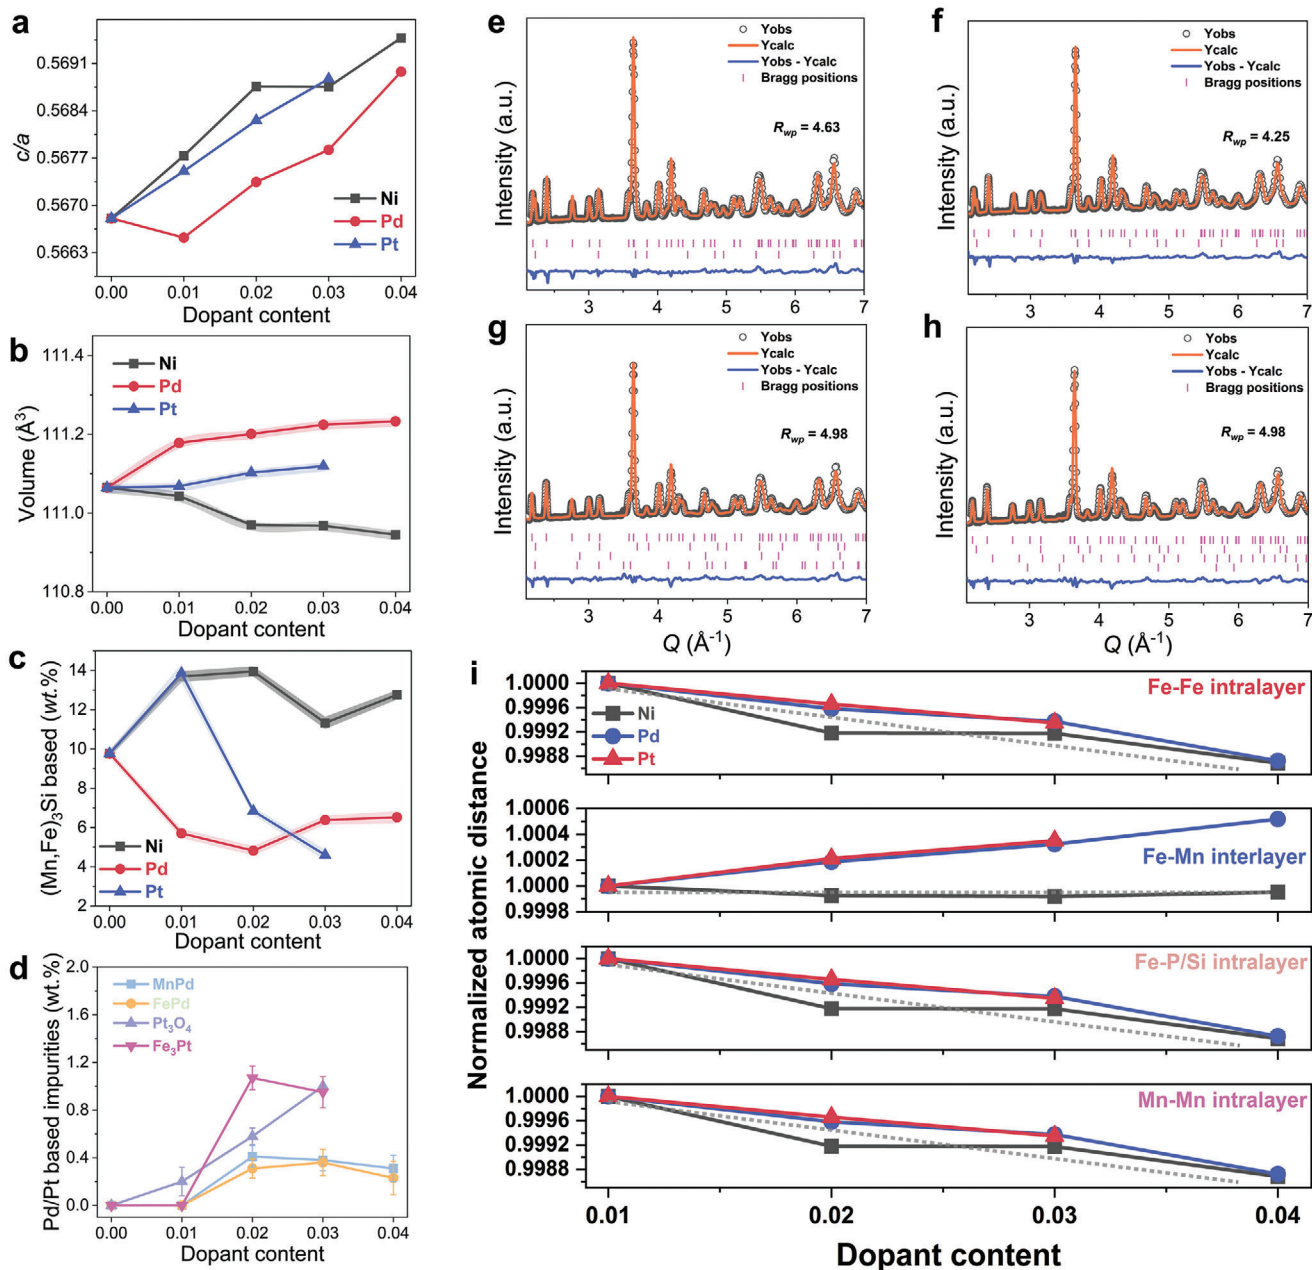 a
0.5691
0.5684
0.5677
0.5670
0.5663
c/a
Ni
Pd
Pt
0.00
0.01
0.02
0.03
0.04
Dopant content
b
111.4
111.2
111.0
110.8
Volume (Å³)
Ni
Pd
Pt
0.00
0.01
0.02
0.03
0.04
Dopant content
c
14
12
10
8
6
4
2
(Mn,Fe)₃Si based (wt.%)
Ni
Pd
Pt
0.00
0.01
0.02
0.03
0.04
Dopant content
d
2.0
1.6
1.2
0.8
0.4
0.0
Pd/Pt based impurities (wt.%)
MnPd
FePd
Pt₃O₄
Fe₃Pt
0.00
0.01
0.02
0.03
0.04
Dopant content
e
Intensity (a.u.)
Yobs
Ycalc
Yobs - Ycalc
Bragg positions
Rwp = 4.63
3
4
5
6
7
f
Intensity (a.u.)
Yobs
Ycalc
Yobs - Ycalc
Bragg positions
Rwp = 4.25
3
4
5
6
7
g
Intensity (a.u.)
Yobs
Ycalc
Yobs - Ycalc
Bragg positions
Rwp = 4.98
3
4
5
6
7
Q (Å⁻¹)
h
Intensity (a.u.)
Yobs
Ycalc
Yobs - Ycalc
Bragg positions
Rwp = 4.98
3
4
5
6
7
Q (Å⁻¹)
i
Normalized atomic distance
1.0000
0.9996
0.9992
0.9988
Ni
Pd
Pt
Fe-Fe intralayer
1.0006
1.0004
1.0002
1.0000
0.9998
Fe-Mn interlayer
1.0000
0.9996
0.9992
0.9988
Fe-P/Si intralayer
1.0000
0.9996
0.9992
0.9988
Mn-Mn intralayer
0.01
0.02
0.03
0.04
Dopant content